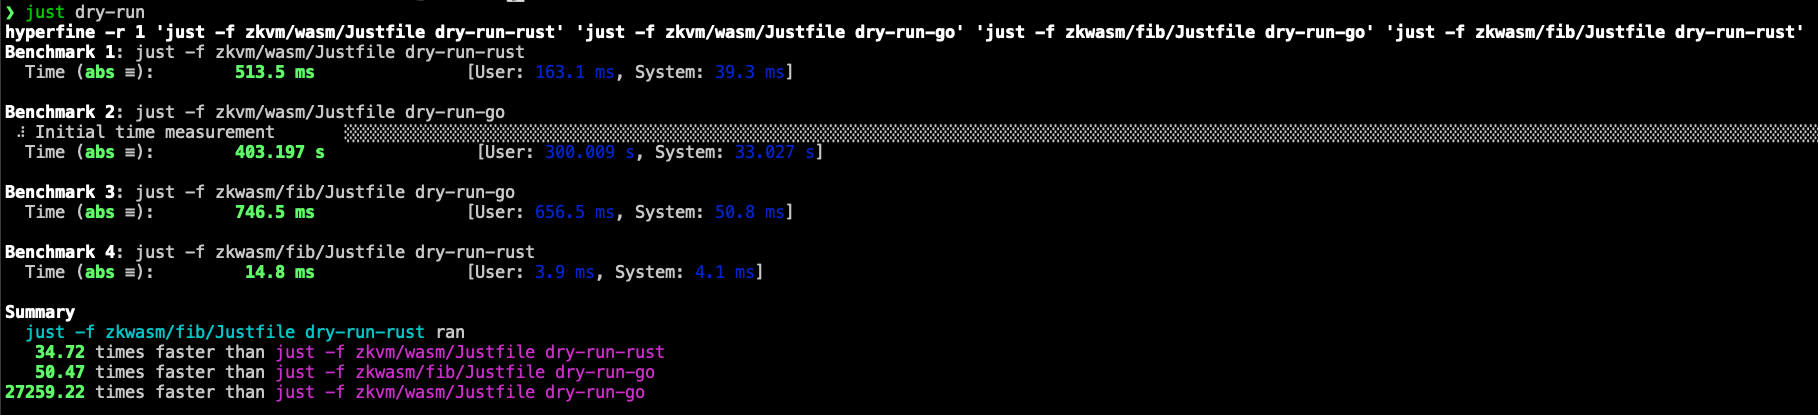 ❯ just dry-run
hyperfine -r 1 'just -f zkvm/wasm/Justfile dry-run-rust' 'just -f zkvm/wasm/Justfile dry-run-go' 'just -f zkwasm/fib/Justfile dry-run-go' 'just -f zkwasm/fib/Justfile dry-run-rust'
Benchmark 1: just -f zkvm/wasm/Justfile dry-run-rust
Time (abs ≡): 513.5 ms [User: 163.1 ms, System: 39.3 ms]
Benchmark 2: just -f zkvm/wasm/Justfile dry-run-go
⠼ Initial time measurement
Time (abs ≡): 403.197 s [User: 300.009 s, System: 33.027 s]
Benchmark 3: just -f zkwasm/fib/Justfile dry-run-go
Time (abs ≡): 746.5 ms [User: 656.5 ms, System: 50.8 ms]
Benchmark 4: just -f zkwasm/fib/Justfile dry-run-rust
Time (abs ≡): 14.8 ms [User: 3.9 ms, System: 4.1 ms]
Summary
just -f zkwasm/fib/Justfile dry-run-rust ran
34.72 times faster than just -f zkvm/wasm/Justfile dry-run-rust
50.47 times faster than just -f zkwasm/fib/Justfile dry-run-go
27259.22 times faster than just -f zkvm/wasm/Justfile dry-run-go